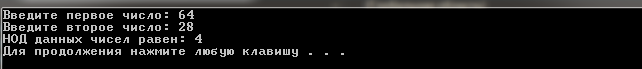 Введите первое число: 64
Введите второе число: 28
НОД данных чисел равен: 4
Для продолжения нажмите любую клавишу . . .